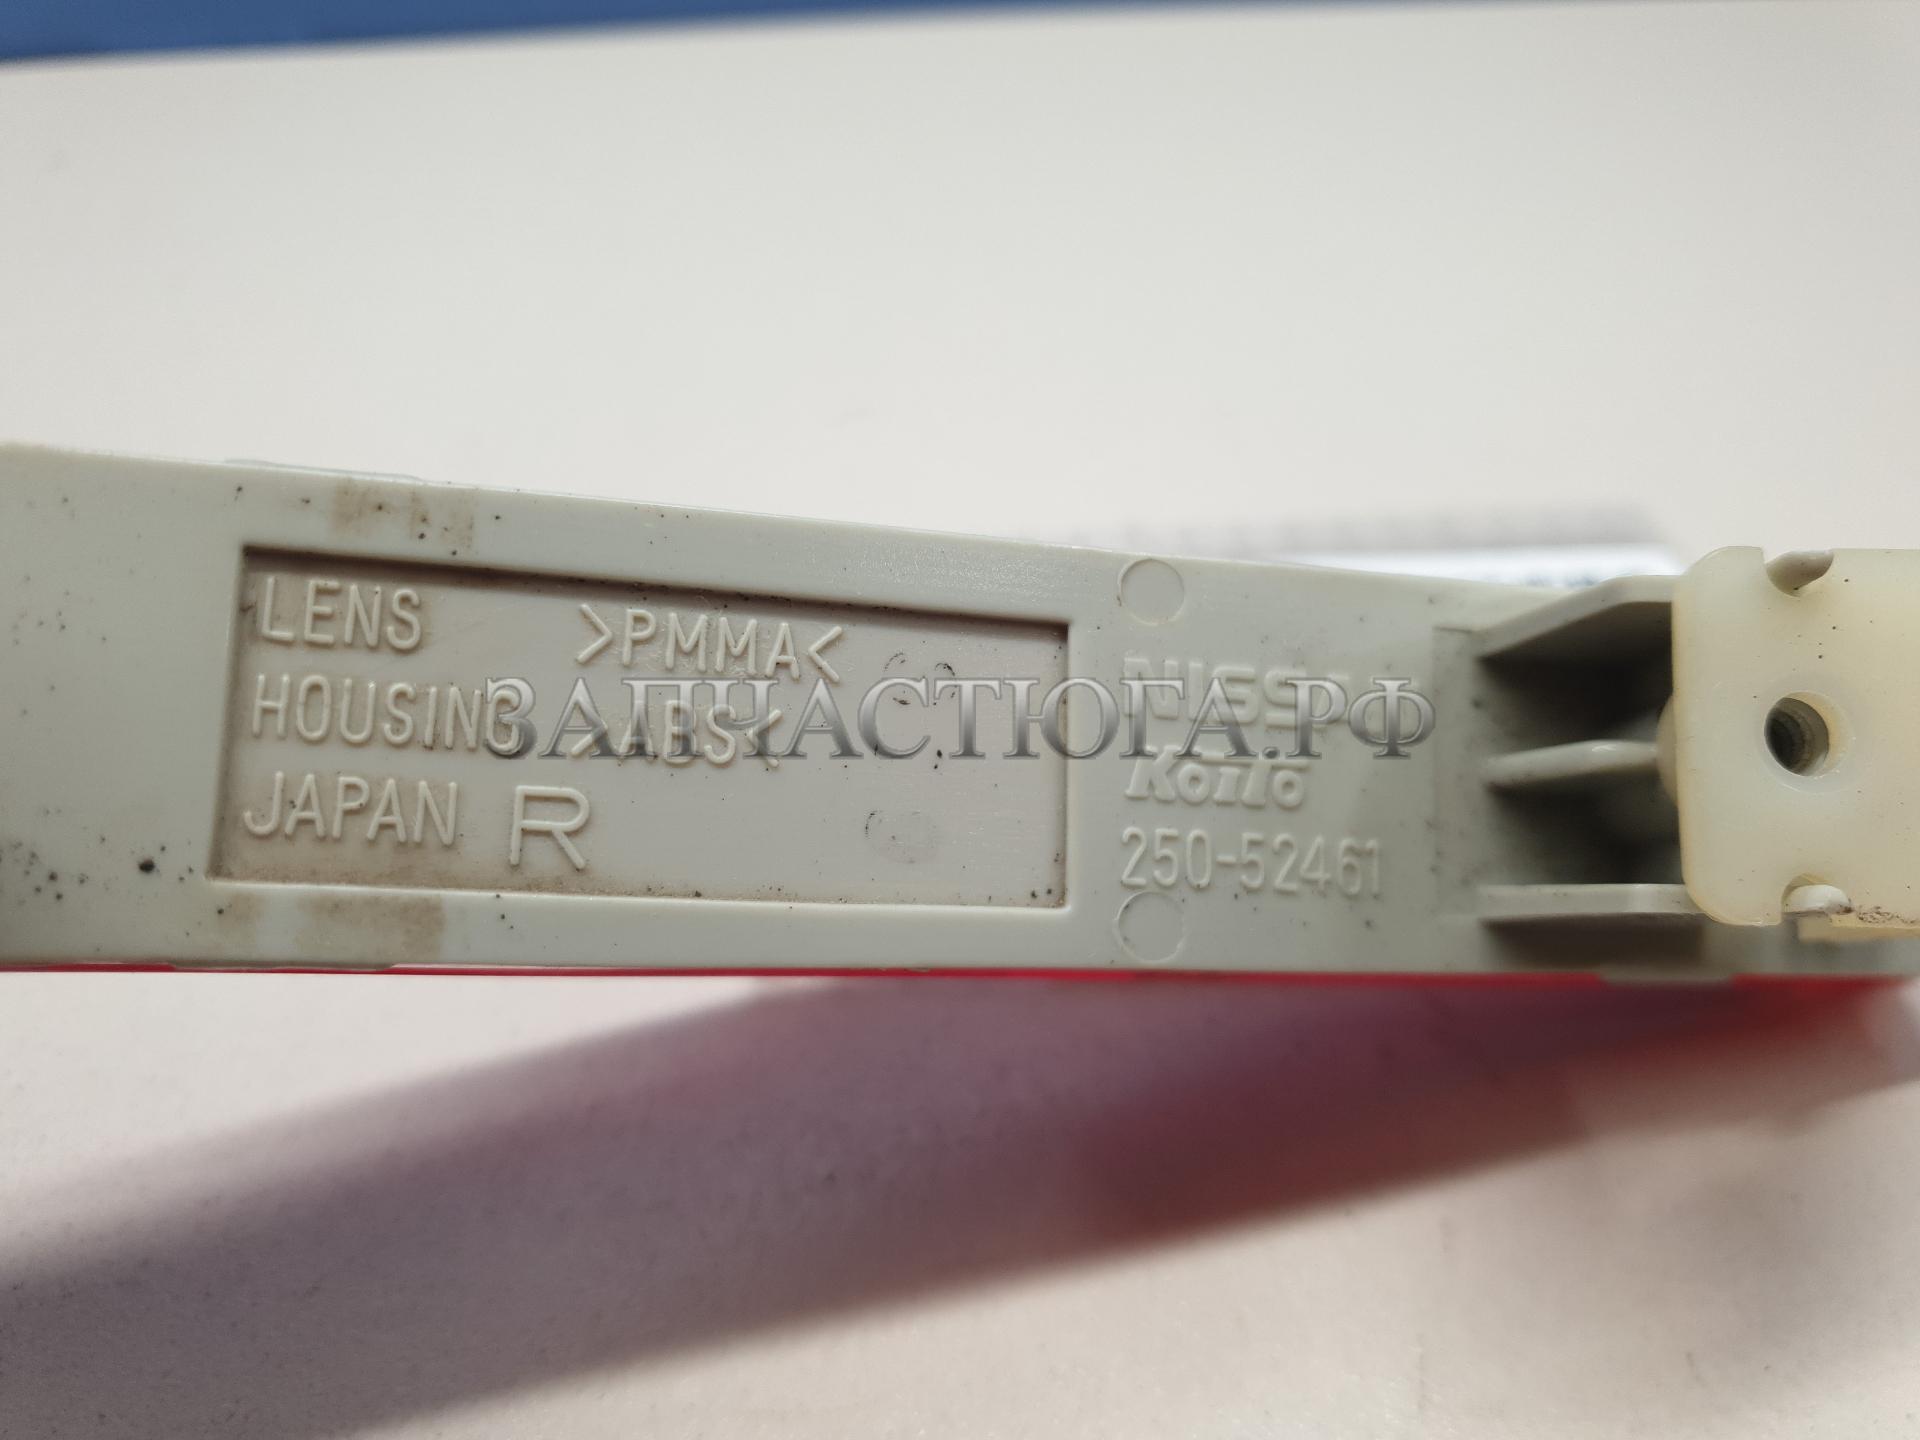 LENS >PMMA<
HOUSING >ABS<
JAPAN R
NISSAN
KOITO
250-52461
ЗАПЧАСТЮГА.РФ